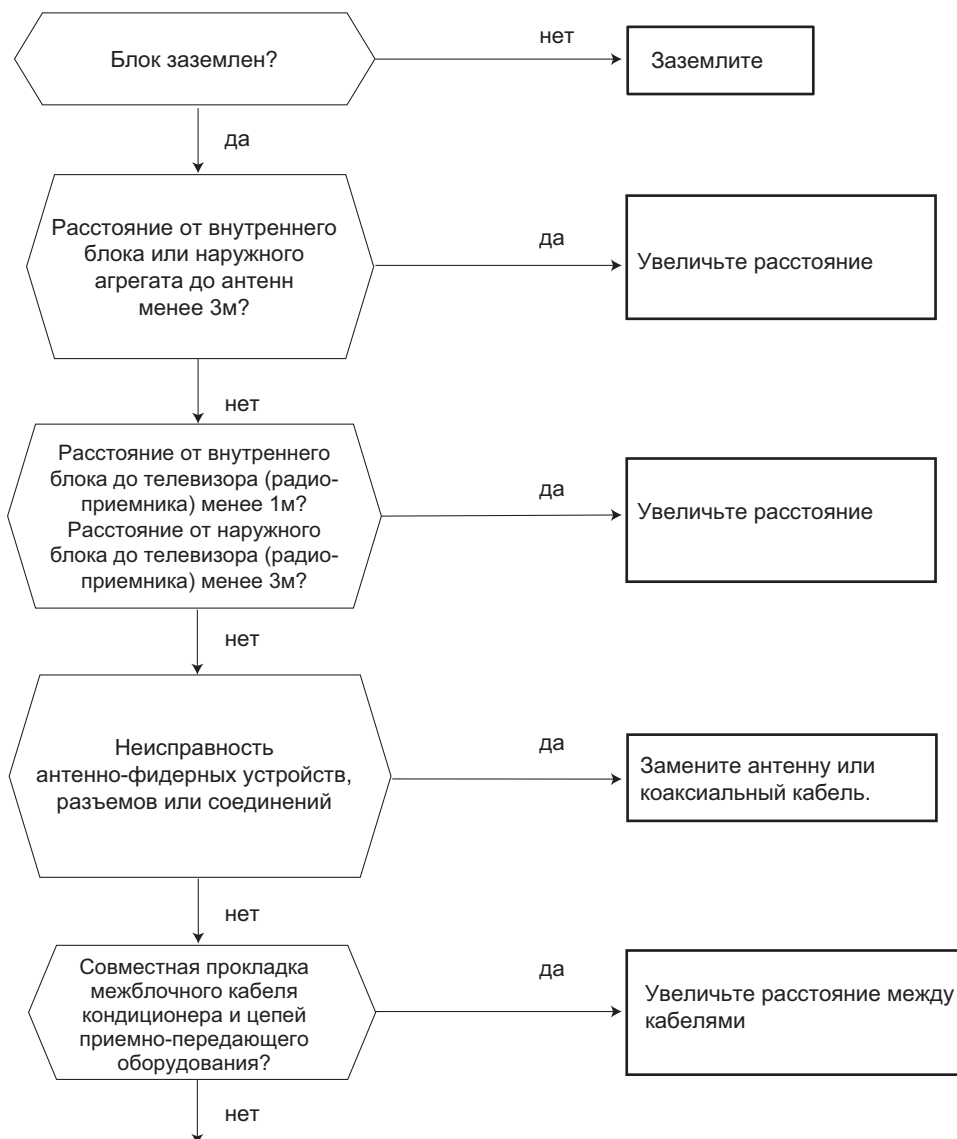 Блок заземлен?
нет
Заземлите
да
Расстояние от внутреннего
блока или наружного
агрегата до антенн
менее 3м?
да
Увеличьте расстояние
нет
Расстояние от внутреннего
блока до телевизора (радио-
приемника) менее 1м?
Расстояние от наружного
блока до телевизора (радио-
приемника) менее 3м?
да
Увеличьте расстояние
нет
Неисправность
антенно-фидерных устройств,
разъемов или соединений
да
Замените антенну или
коаксиальный кабель.
нет
Совместная прокладка
межблочного кабеля
кондиционера и цепей
приемно-передающего
оборудования?
да
Увеличьте расстояние между
кабелями
нет